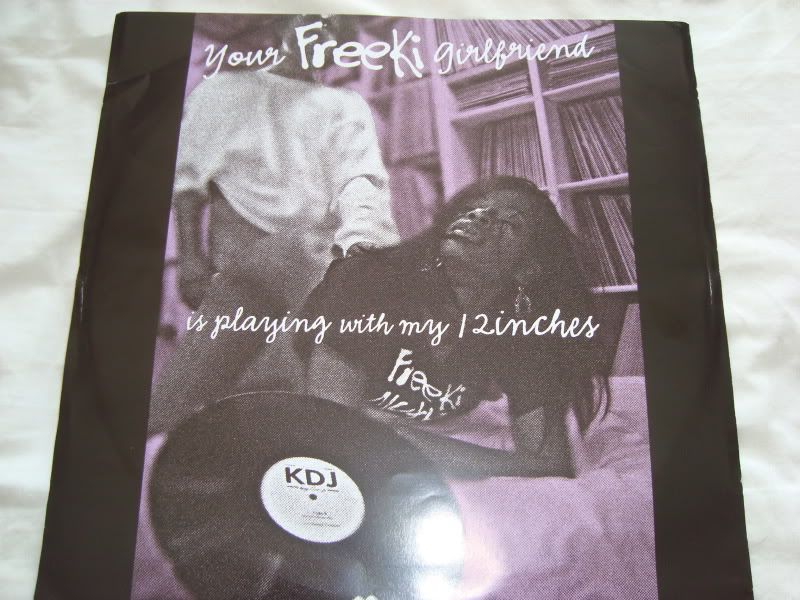 Your FreeKi girlfriend
is playing with my 12inches
FreeKi
KDJ